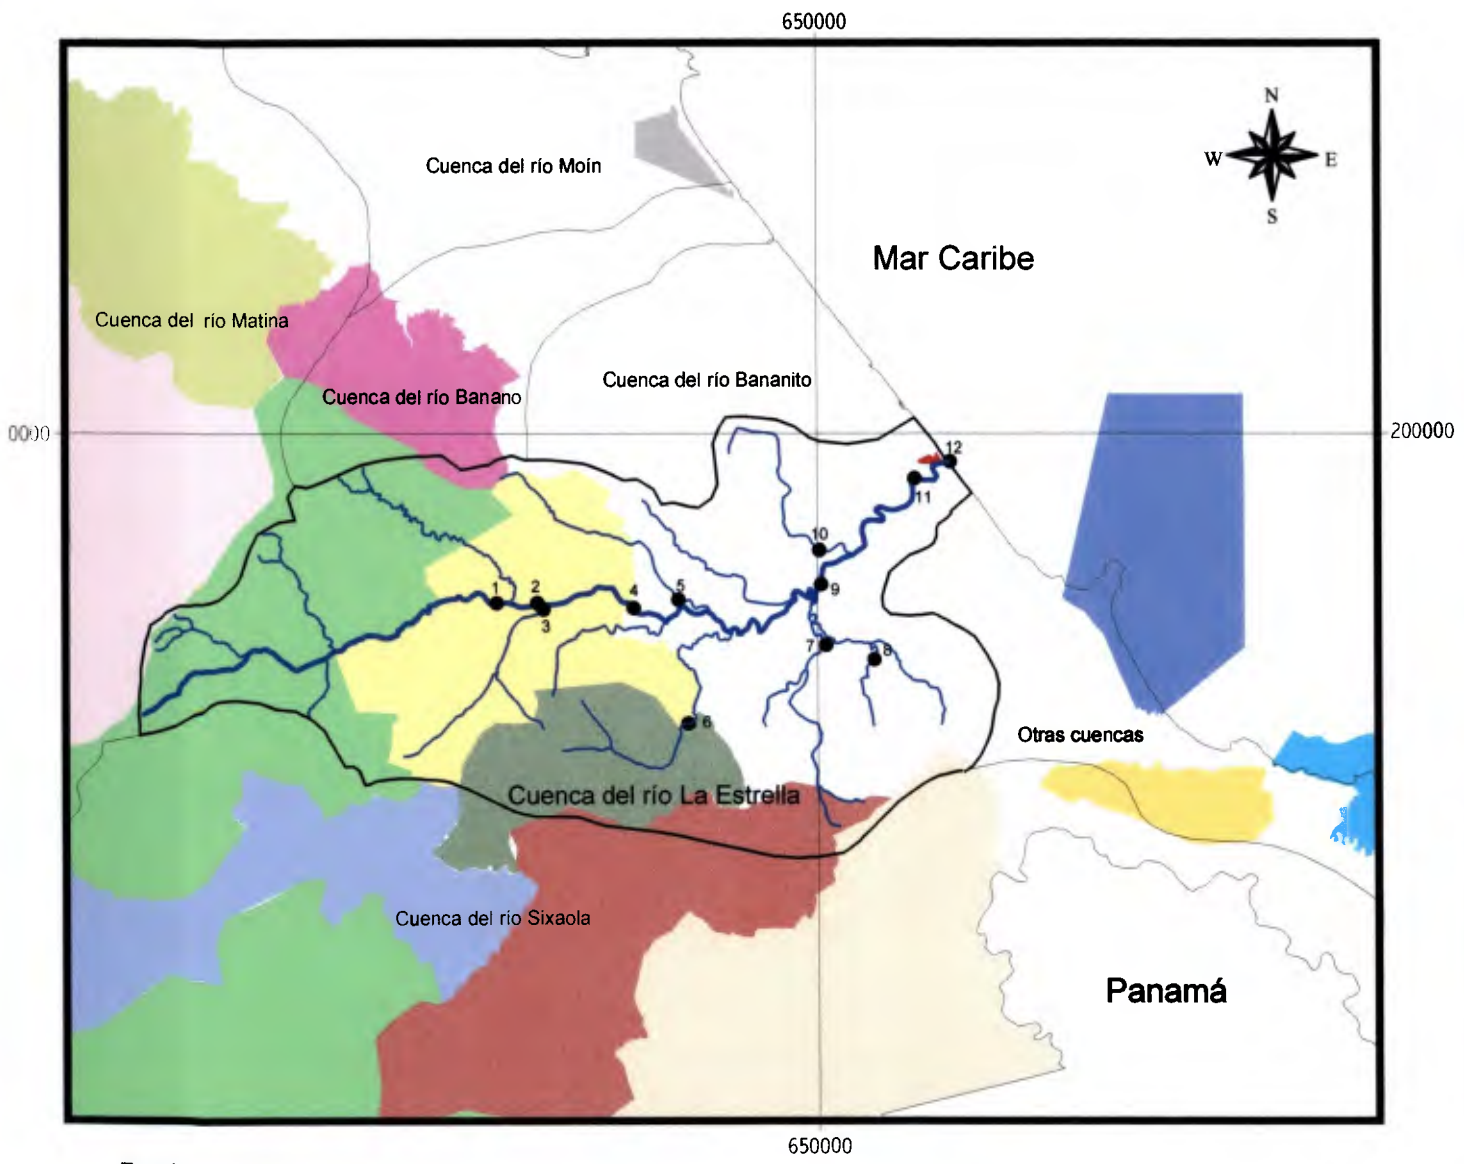 650000
N
W E
S
Cuenca del río Moín
Mar Caribe
Cuenca del río Matina
Cuenca del río Bananito
Cuenca del río Banano
0000
200000
12
11
10
9
1
2
3
4
5
7
8
6
Otras cuencas
Cuenca del río La Estrella
Cuenca del río Sixaola
Panamá
650000